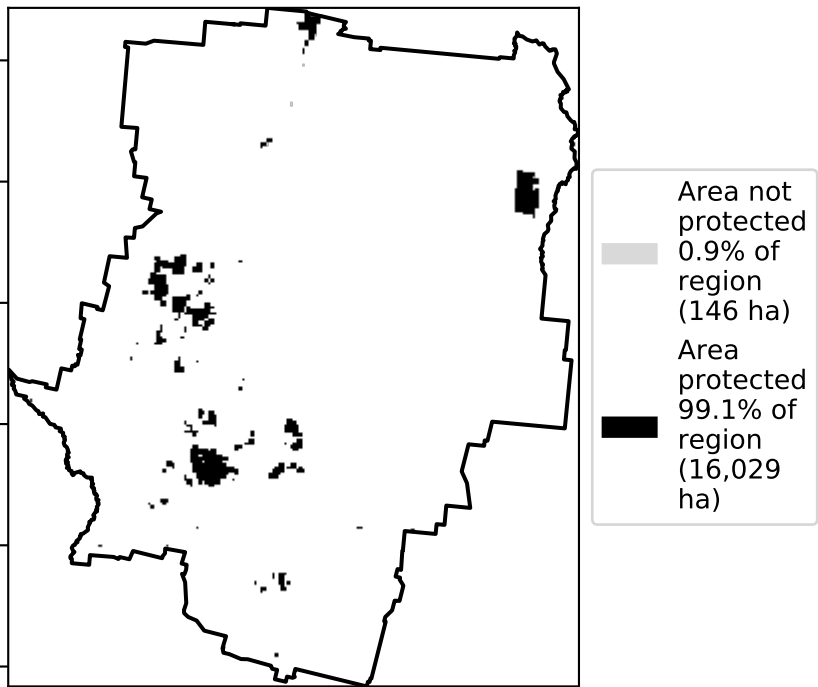 Area not
protected
0.9% of
region
(146 ha)
Area
protected
99.1% of
region
(16,029
ha)